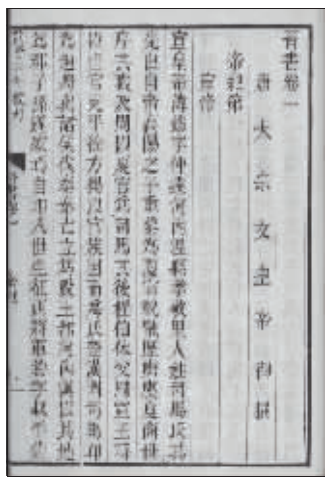 晉書卷一
唐太宗文皇帝御撰
帝紀第一
宣帝
宣皇帝諱懿字仲達河內溫縣孝敬里人姓司馬氏其
先出自帝高陽之子重黎為夏官祝融歷唐虞夏商世
序其職及周以夏官為司馬其後程伯休父周宣王時
以世官克平徐方錫以官族因而為氏楚漢間司馬卬
為趙將與諸侯伐秦秦亡立為殷王都河內漢以其地
為郡子孫遂家焉自卬八世生征西將軍鈞字叔平鈞